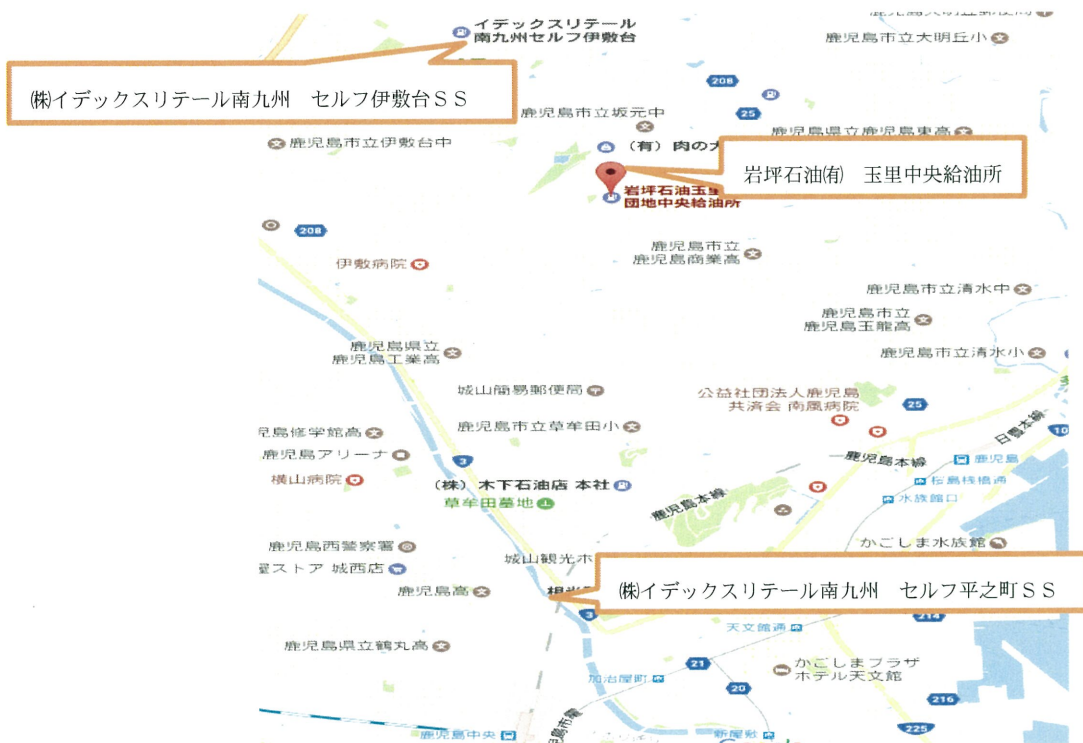 イデックスリテール
南九州セルフ伊敷台
鹿児島市立大明丘小
㈱イデックスリテール南九州　セルフ伊敷台ＳＳ
208
25
鹿児島市立坂元中
鹿児島県立鹿児島東高
鹿児島市立伊敷台中
(有) 肉の
岩坪石油㈲　玉里中央給油所
岩坪石油玉里
団地中央給油所
208
鹿児島市立
鹿児島商業高
伊敷病院
鹿児島市立清水中
鹿児島市立
鹿児島玉龍高
鹿児島県立
鹿児島工業高
鹿児島市立清水小
城山簡易郵便局
公益社団法人鹿児島
共済会 南風病院
25
鹿児島市立草牟田小
児島修学館高
日豊本線
10
鹿児島アリーナ
3
鹿児島本線
鹿児島
横山病院
(株) 木下石油店 本社
桜島桟橋通
水族館口
草牟田墓地
鹿児島本線
かごしま水族館
鹿児島西警察署
城山観光ホ
ストア 城西店
㈱イデックスリテール南九州　セルフ平之町ＳＳ
鹿児島高
3
214
天文館通
鹿児島県立鶴丸高
21
かごしまプラザ
ホテル天文館
加治屋町
20
216
225
鹿児島中央
鹿児島市電
新屋敷